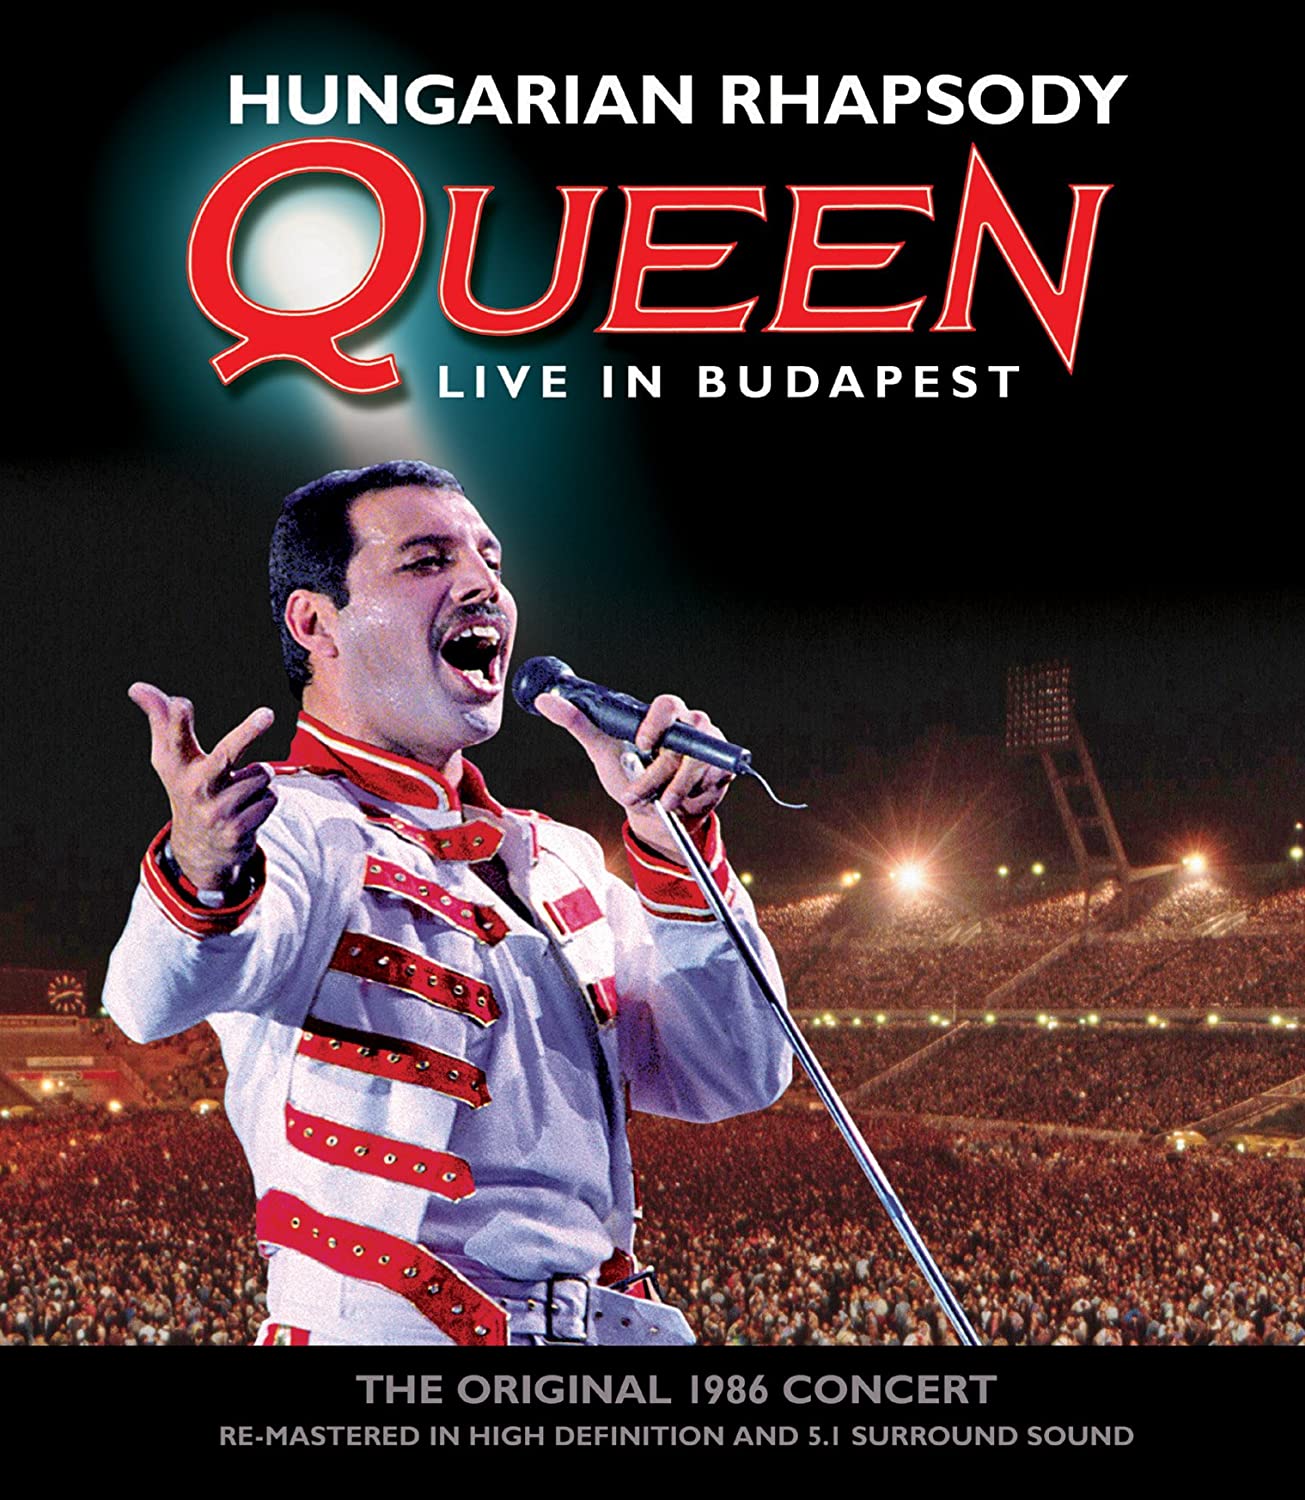 HUNGARIAN RHAPSODY
QUEEN
LIVE IN BUDAPEST
THE ORIGINAL 1986 CONCERT
RE-MASTERED IN HIGH DEFINITION AND 5.1 SURROUND SOUND